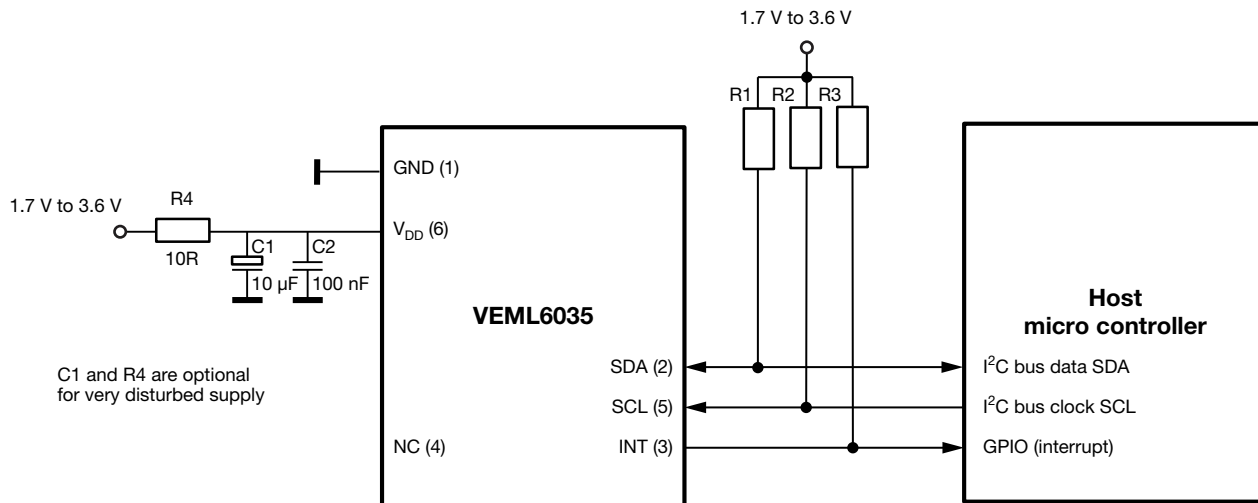 1.7 V to 3.6 V
R1 R2 R3
GND (1)
R4
1.7 V to 3.6 V
V_DD (6)
C1 C2
10R
10 µF 100 nF
VEML6035
Host
micro controller
SDA (2)
I²C bus data SDA
C1 and R4 are optional
for very disturbed supply
SCL (5)
I²C bus clock SCL
NC (4)
INT (3)
GPIO (interrupt)